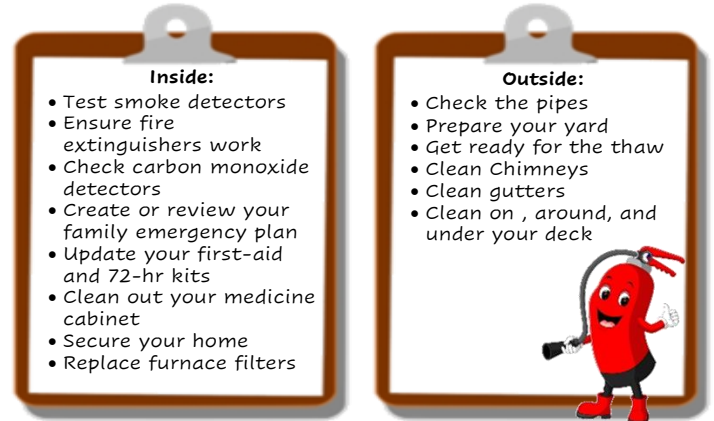 Inside:
• Test smoke detectors
• Ensure fire
extinguishers work
• Check carbon monoxide
detectors
• Create or review your
family emergency plan
• Update your first-aid
and 72-hr kits
• Clean out your medicine
cabinet
• Secure your home
• Replace furnace filters
Outside:
• Check the pipes
• Prepare your yard
• Get ready for the thaw
• Clean Chimneys
• Clean gutters
• Clean on , around, and
under your deck